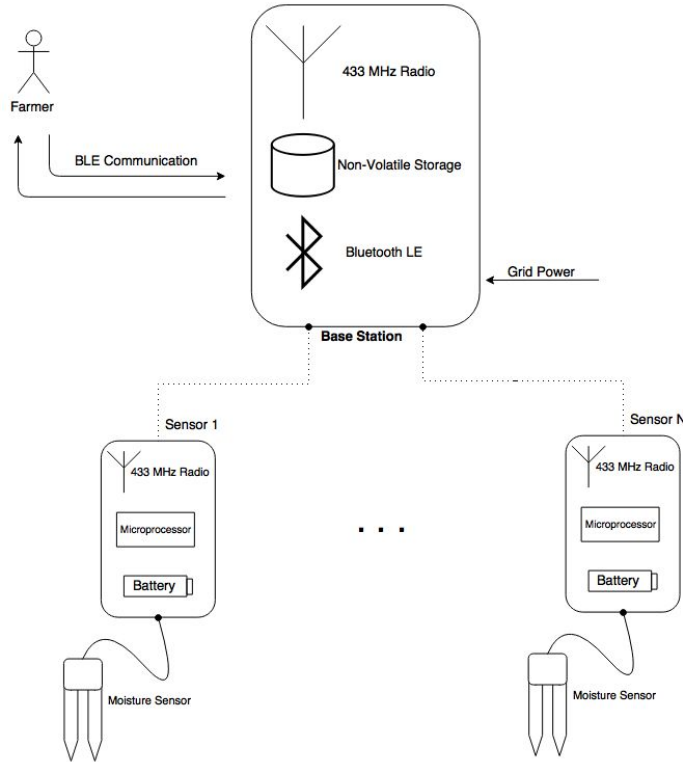 433 MHz Radio
Farmer
BLE Communication
Non-Volatile Storage
Bluetooth LE
Grid Power
Base Station
Sensor 1
Sensor N
433 MHz Radio
433 MHz Radio
Microprocessor
Microprocessor
. . .
Battery
Battery
Moisture Sensor
Moisture Sensor